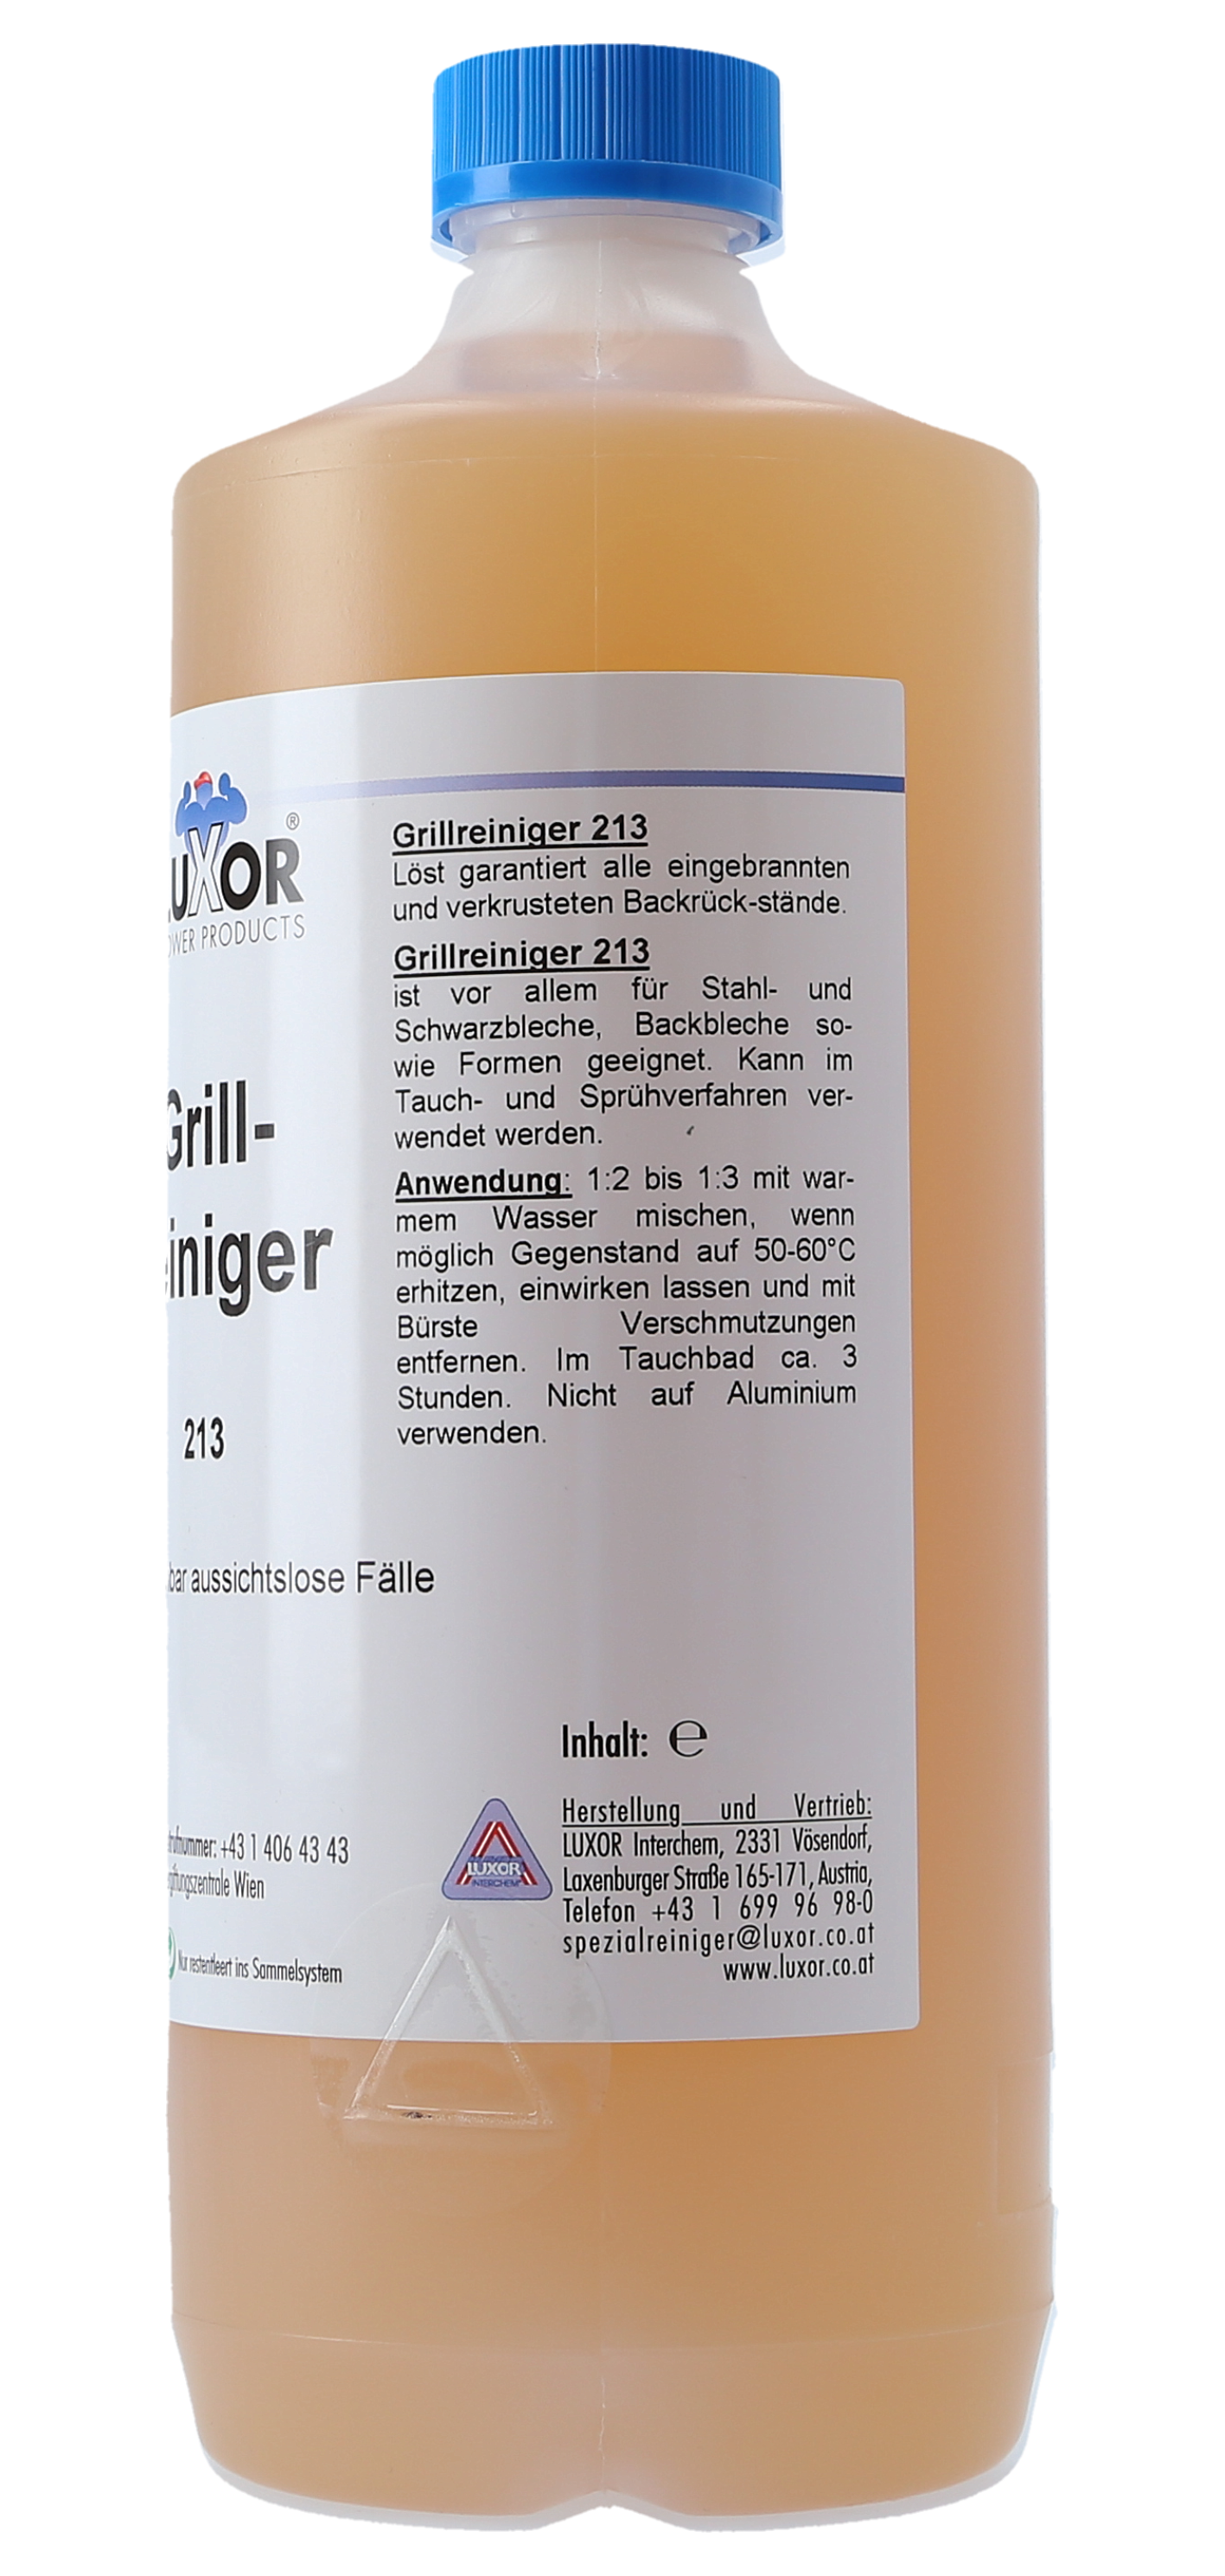 LUXOR®
POWER PRODUCTS
Grill-
einiger
213
aussichtslose Fälle
+43 1 406 43 43
Wien
Nur restentleert ins Sammelsystem
Grillreiniger 213
Löst garantiert alle eingebrannten
und verkrusteten Backrück-stände.
Grillreiniger 213
ist vor allem für Stahl- und
Schwarzbleche, Backbleche so-
wie Formen geeignet. Kann im
Tauch- und Sprühverfahren ver-
wendet werden.
Anwendung: 1:2 bis 1:3 mit war-
mem Wasser mischen, wenn
möglich Gegenstand auf 50-60°C
erhitzen, einwirken lassen und mit
Bürste Verschmutzungen
entfernen. Im Tauchbad ca. 3
Stunden. Nicht auf Aluminium
verwenden.
Inhalt: ℮
LUXOR
INTERCHEM
Herstellung und Vertrieb:
LUXOR Interchem, 2331 Vösendorf,
Laxenburger Straße 165-171, Austria,
Telefon +43 1 699 96 98-0
spezialreiniger@luxor.co.at
www.luxor.co.at